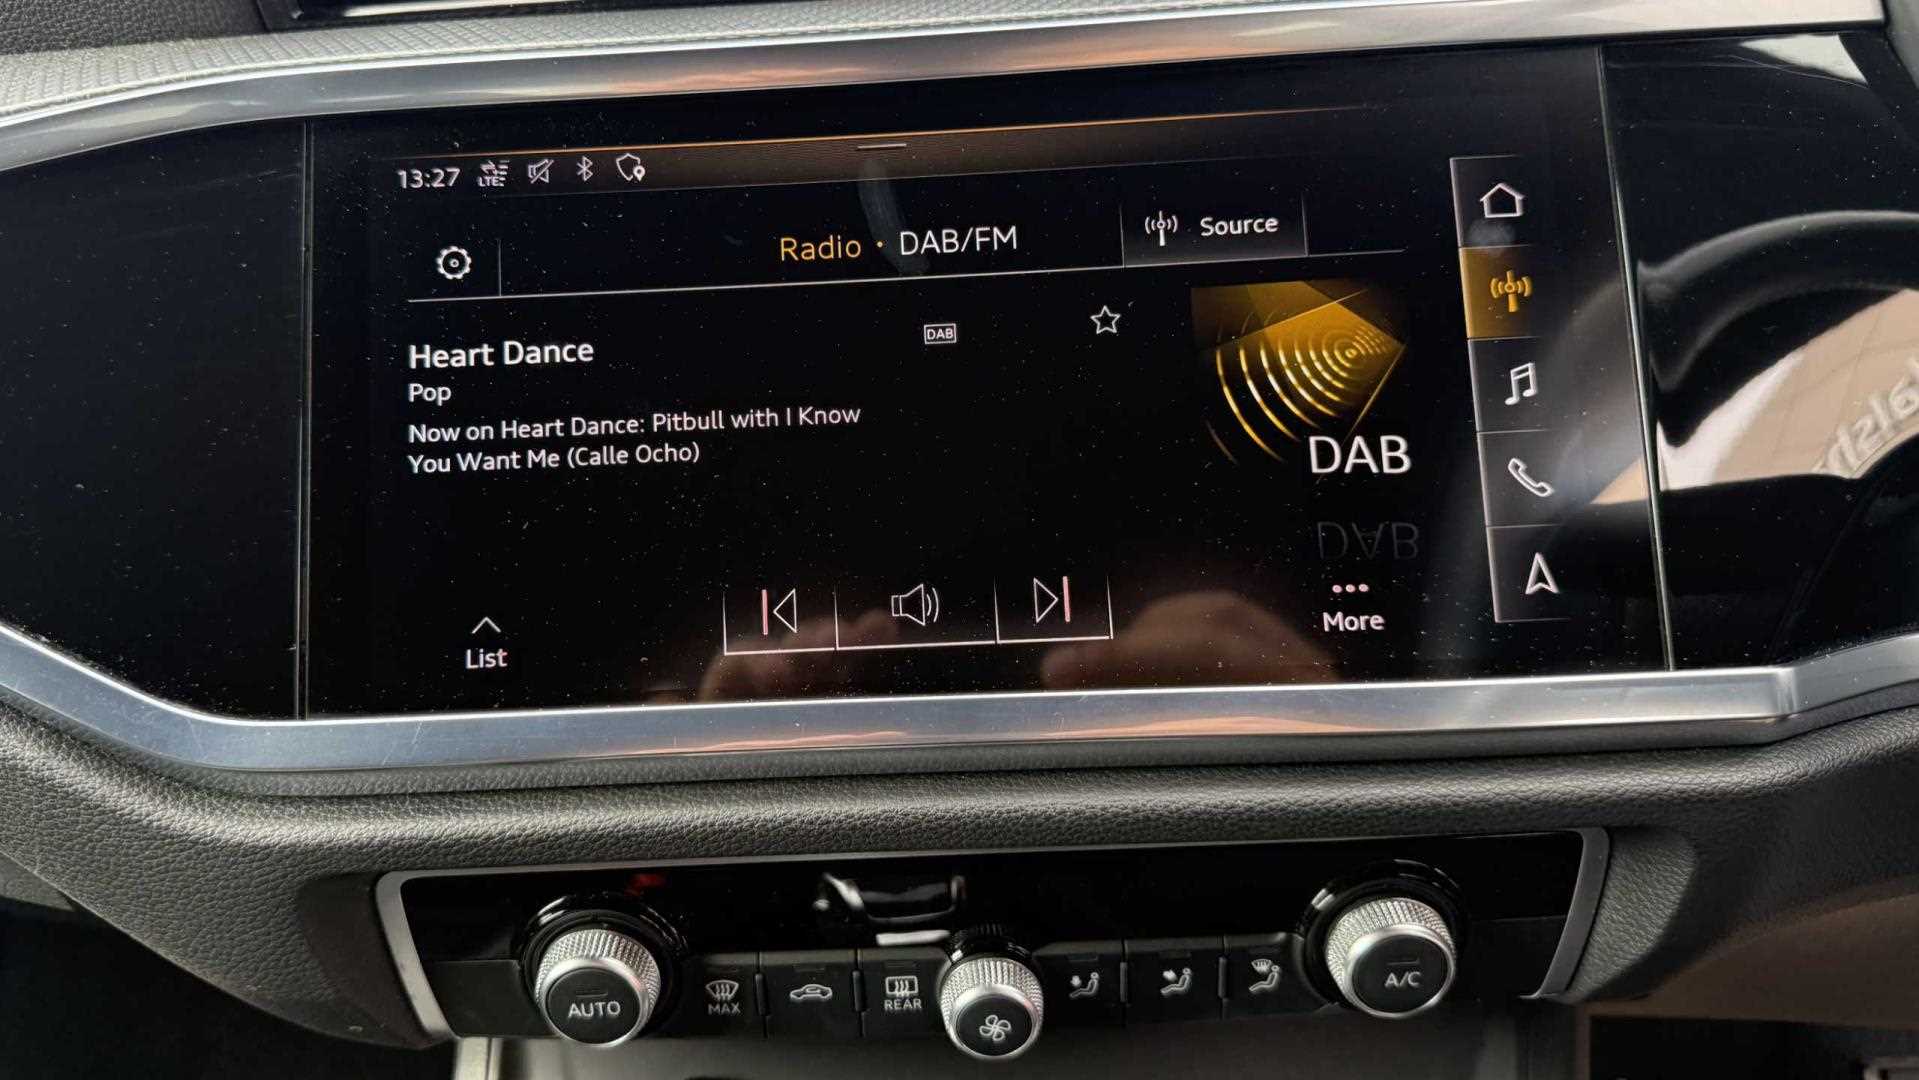 13:27 LTE
Radio • DAB/FM
Source
Heart Dance
DAB
Pop
Now on Heart Dance: Pitbull with I Know
You Want Me (Calle Ocho)
DAB
List
More
AUTO
MAX
REAR
A/C